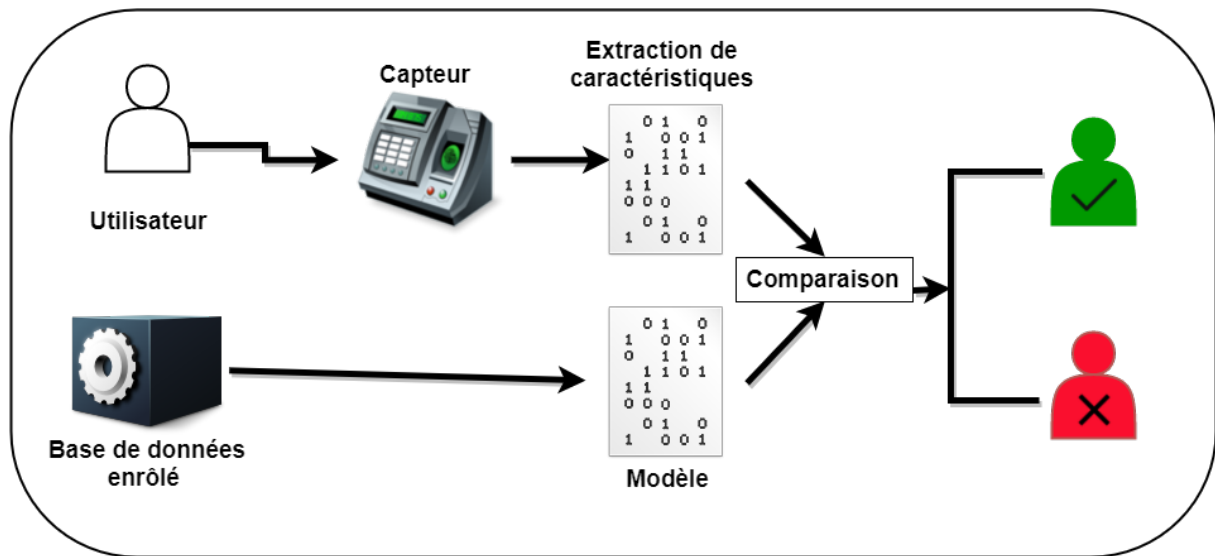 Extraction de
caractéristiques
Capteur
0 1 0
1 0 0 1
0 1 1
1 1 0 1
1 1
0 0 0
0 1 0
1 0 0 1
Utilisateur
Comparaison
0 1 0
1 0 0 1
0 1 1
1 1 0 1
1 1
0 0 0
0 1 0
1 0 0 1
Base de données
enrôlé
Modèle